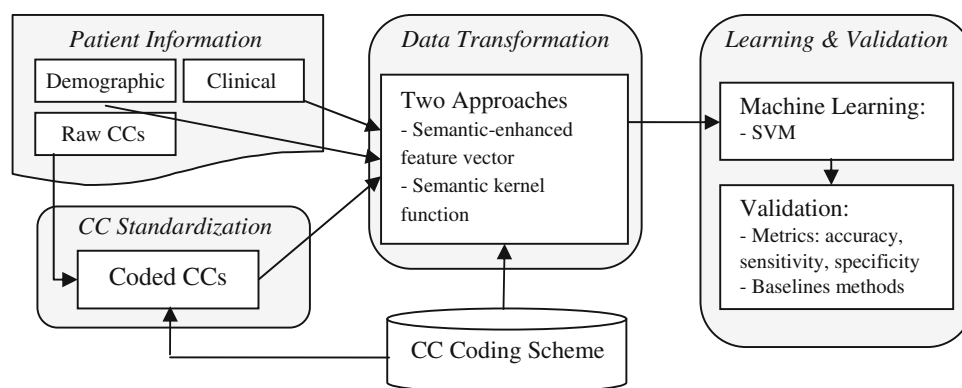 Patient Information
Demographic
Clinical
Raw CCs
CC Standardization
Coded CCs
Data Transformation
Two Approaches
- Semantic-enhanced
feature vector
- Semantic kernel
function
CC Coding Scheme
Learning & Validation
Machine Learning:
- SVM
Validation:
- Metrics: accuracy,
sensitivity, specificity
- Baselines methods